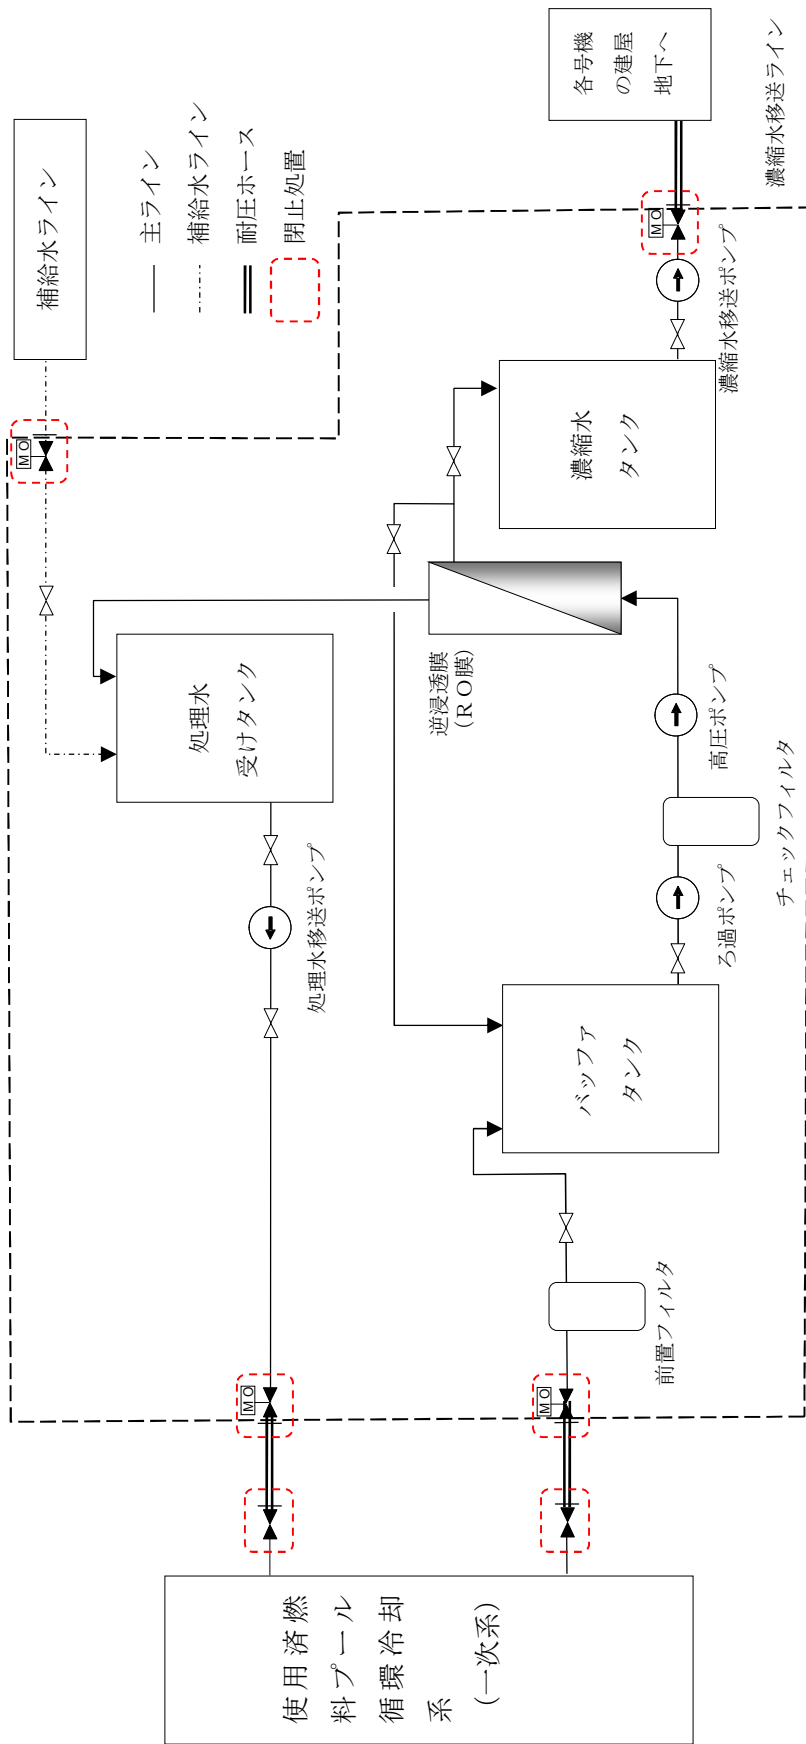 補給水ライン
主ライン
補給水ライン
耐圧ホース
閉止処置
各号機
の建屋
地下へ
濃縮水移送ライン
MO
MO
濃縮水移送ポンプ
濃縮水
タンク
処理水
受けタンク
逆浸透膜
(RO膜)
高圧ポンプ
チェックフィルタ
ろ過ポンプ
処理水移送ポンプ
バッファ
タンク
前置フィルタ
MO
MO
使用済燃
料プール
循環冷却
系
(一次系)